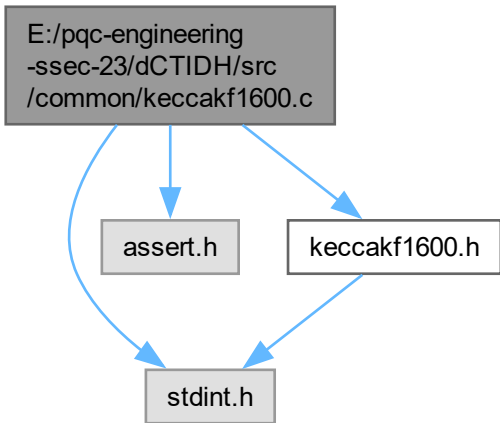 E:/pqc-engineering
-ssec-23/dCTIDH/src
/common/keccakf1600.c
assert.h
keccakf1600.h
stdint.h